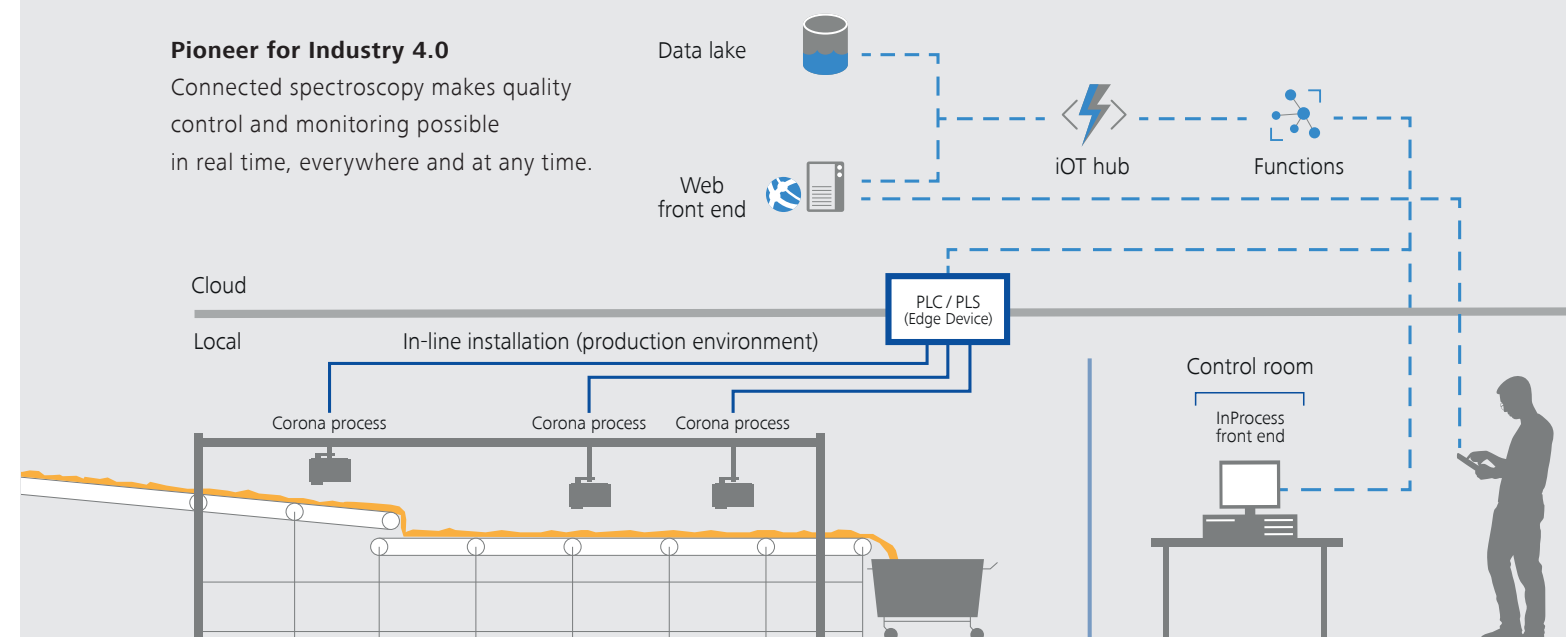 Pioneer for Industry 4.0
Connected spectroscopy makes quality
control and monitoring possible
in real time, everywhere and at any time.
Data lake
iOT hub
Functions
Web
front end
Cloud
PLC / PLS
(Edge Device)
Local
In-line installation (production environment)
Control room
Corona process
Corona process
Corona process
InProcess
front end